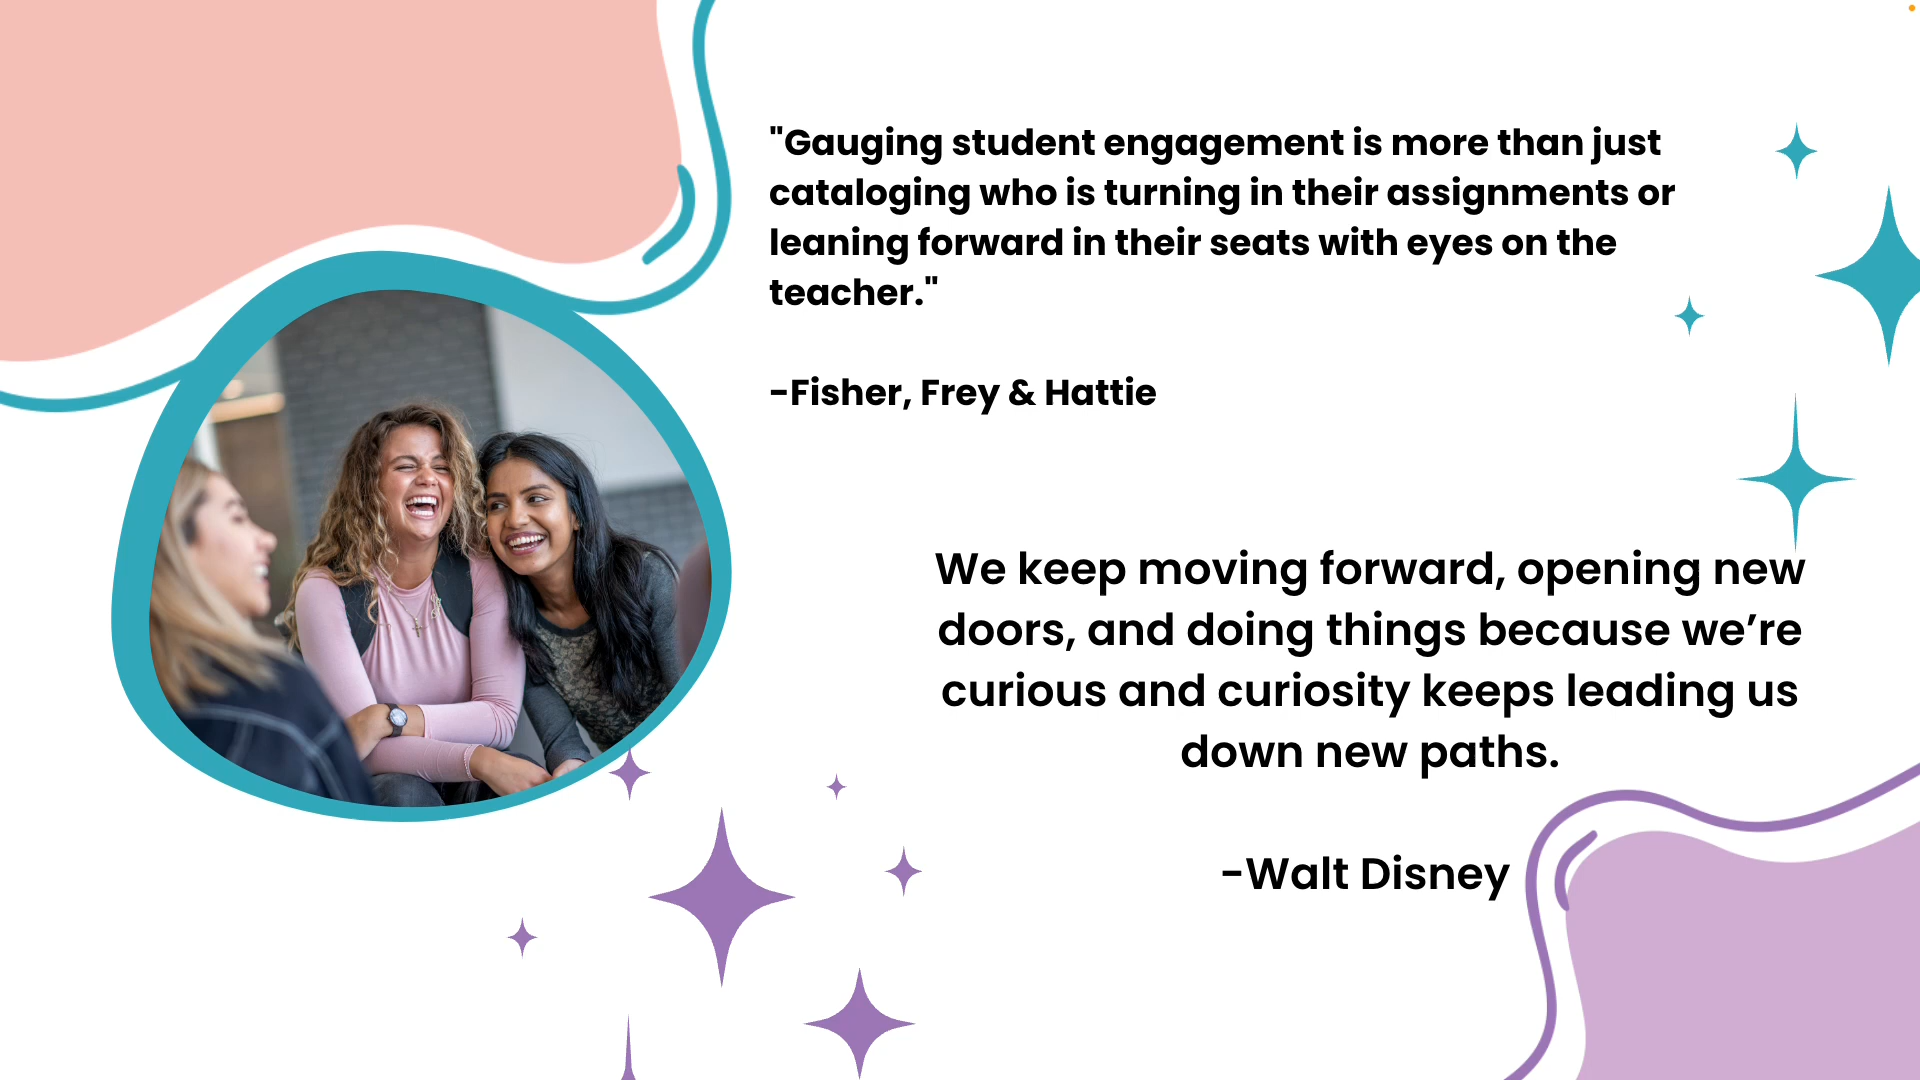 "Gauging student engagement is more than just
cataloging who is turning in their assignments or
leaning forward in their seats with eyes on the
teacher."
-Fisher, Frey & Hattie
We keep moving forward, opening new
doors, and doing things because we’re
curious and curiosity keeps leading us
down new paths.
-Walt Disney